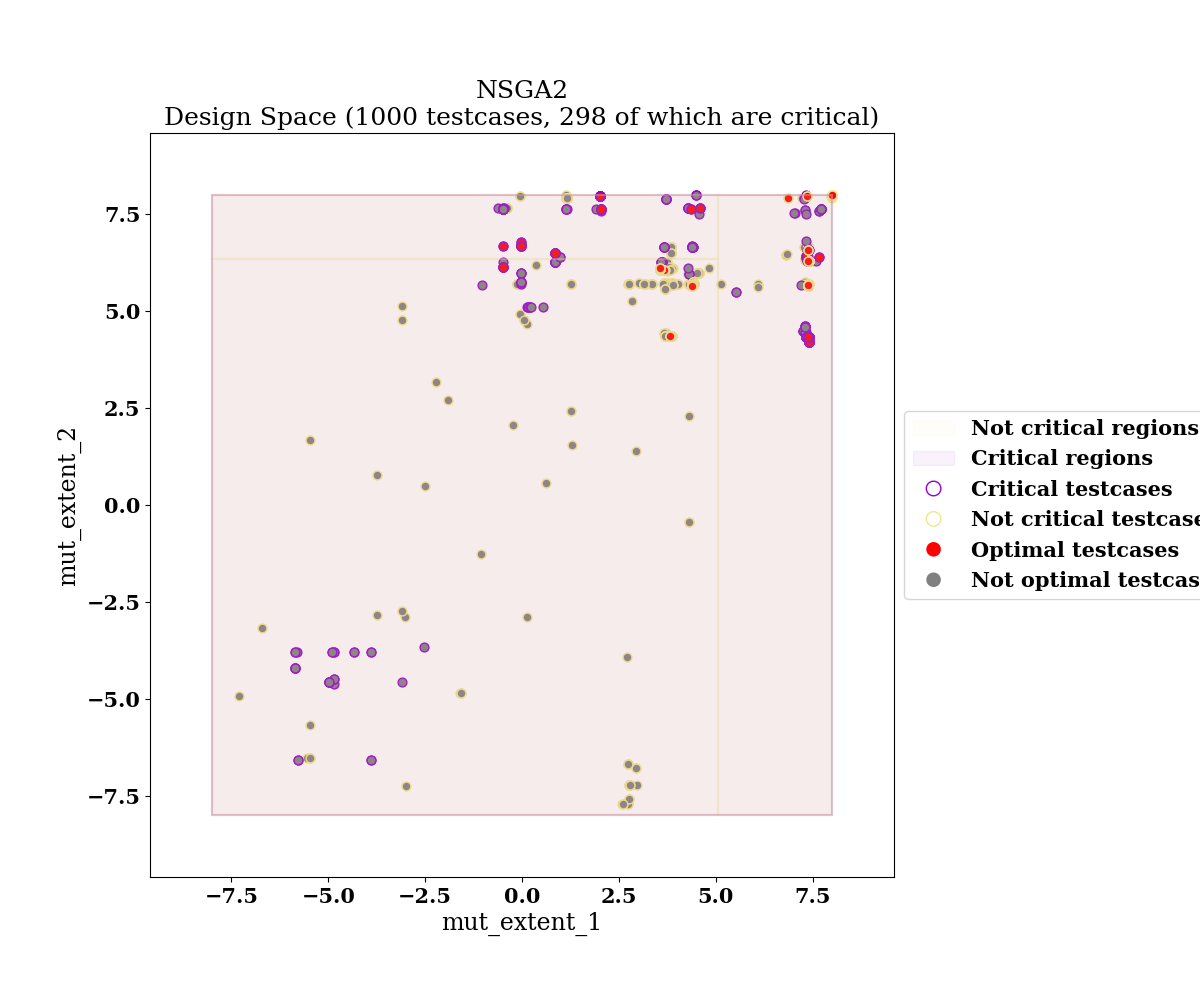 NSGA2
Design Space (1000 testcases, 298 of which are critical)
mut_extent_2
7.5
5.0
2.5
0.0
−2.5
−5.0
−7.5
−7.5
−5.0
−2.5
0.0
2.5
5.0
7.5
mut_extent_1
Not critical regions
Critical regions
Critical testcases
Not critical testcase
Optimal testcases
Not optimal testcas